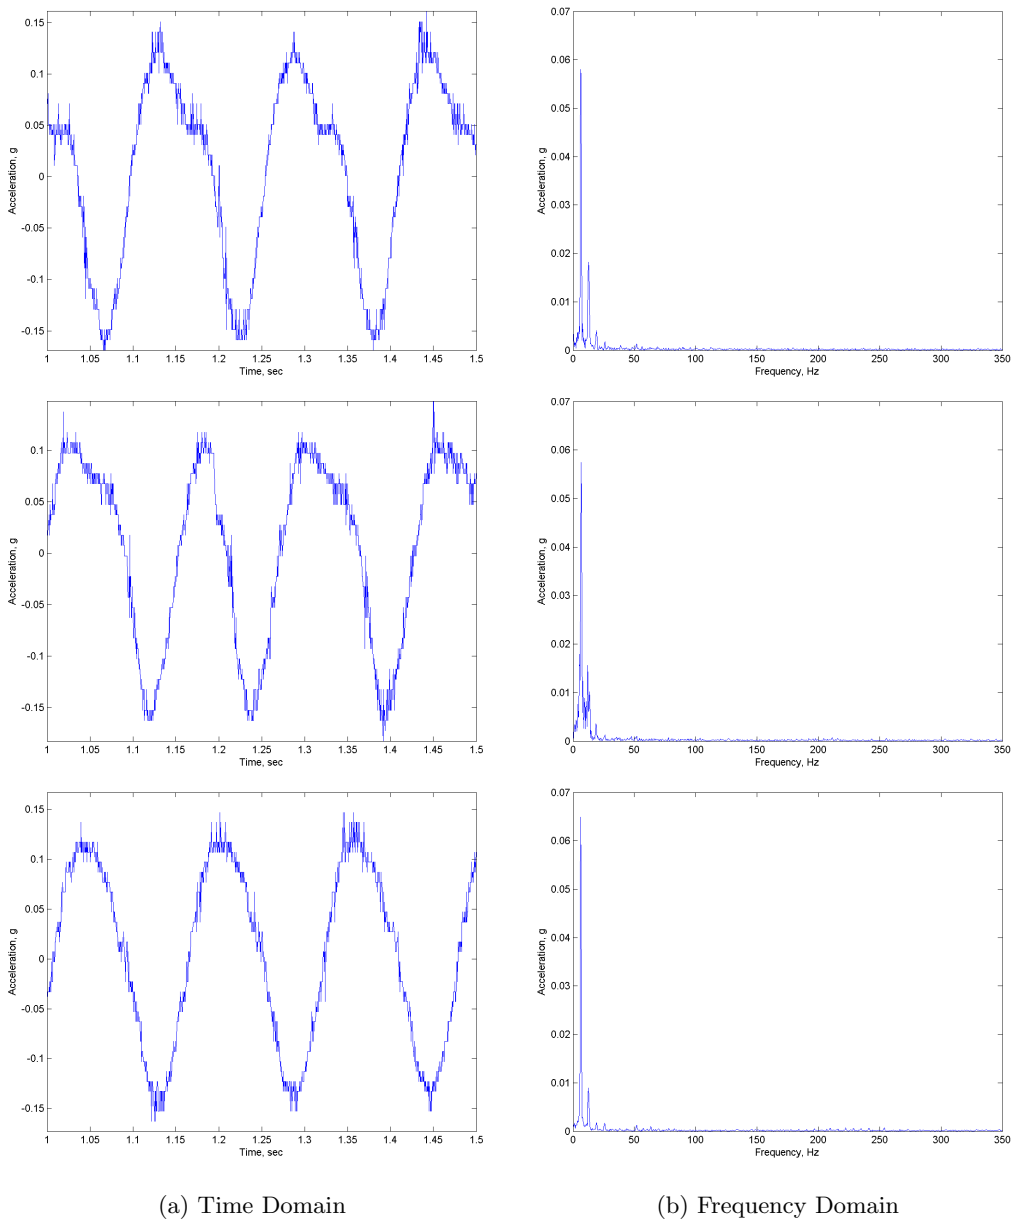 0.15
0.1
0.05
0
-0.05
-0.1
-0.15
Acceleration, g
1 1.05 1.1 1.15 1.2 1.25 1.3 1.35 1.4 1.45 1.5
Time, sec
0.07
0.06
0.05
0.04
0.03
0.02
0.01
0
Acceleration, g
0 50 100 150 200 250 300 350
Frequency, Hz
0.1
0.05
0
-0.05
-0.1
-0.15
Acceleration, g
1 1.05 1.1 1.15 1.2 1.25 1.3 1.35 1.4 1.45 1.5
Time, sec
0.07
0.06
0.05
0.04
0.03
0.02
0.01
0
Acceleration, g
0 50 100 150 200 250 300 350
Frequency, Hz
0.15
0.1
0.05
0
-0.05
-0.1
-0.15
Acceleration, g
1 1.05 1.1 1.15 1.2 1.25 1.3 1.35 1.4 1.45 1.5
Time, sec
0.07
0.06
0.05
0.04
0.03
0.02
0.01
0
Acceleration, g
0 50 100 150 200 250 300 350
Frequency, Hz
(a) Time Domain
(b) Frequency Domain